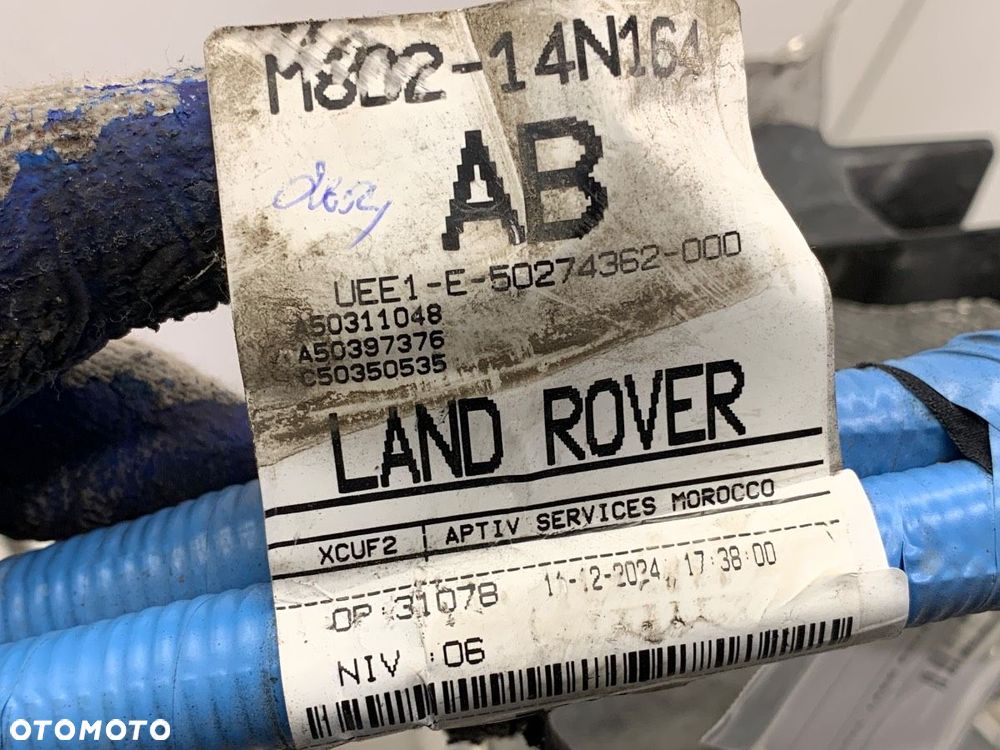 M8D2-14N164
AB
UEE1-E-50274362-000
A50311048
A50397376
C50350535
LAND ROVER
XCUF2 | APTIV SERVICES MOROCCO
OP :31078 11-12-2024 17:38:00
NIV :06
OTOMOTO